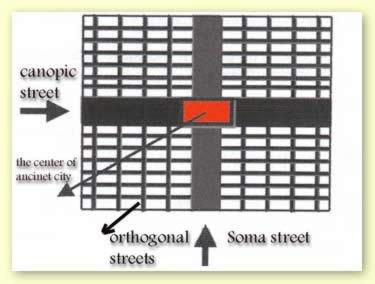 canopic
street
the center of
ancinet city
orthogonal
streets
Soma street